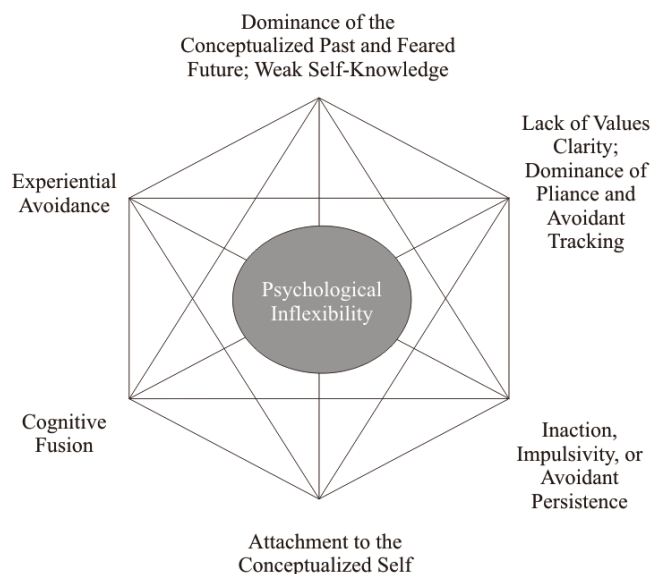 Dominance of the
Conceptualized Past and Feared
Future; Weak Self-Knowledge
Lack of Values
Clarity;
Dominance of
Pliance and
Avoidant
Tracking
Experiential
Avoidance
Psychological
Inflexibility
Cognitive
Fusion
Inaction,
Impulsivity, or
Avoidant
Persistence
Attachment to the
Conceptualized Self